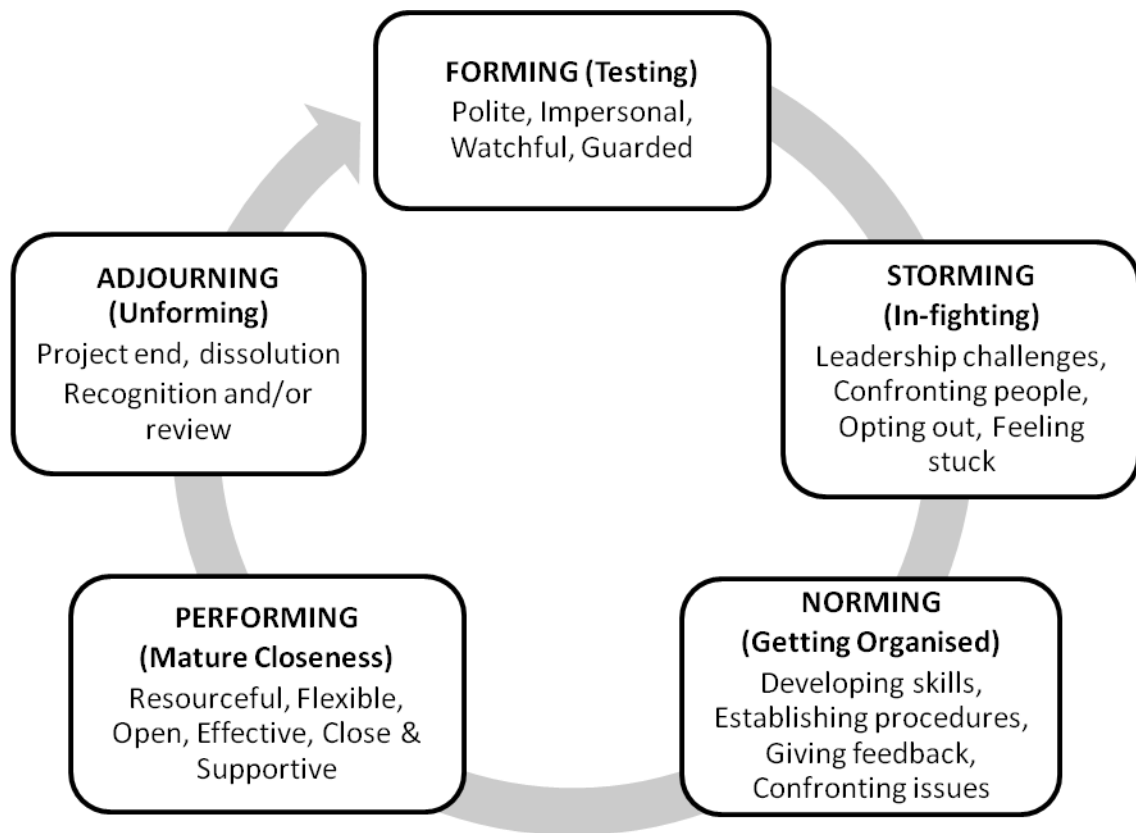 FORMING (Testing)
Polite, Impersonal,
Watchful, Guarded
STORMING
(In-fighting)
Leadership challenges,
Confronting people,
Opting out, Feeling
stuck
NORMING
(Getting Organised)
Developing skills,
Establishing procedures,
Giving feedback,
Confronting issues
PERFORMING
(Mature Closeness)
Resourceful, Flexible,
Open, Effective, Close &
Supportive
ADJOURNING
(Unforming)
Project end, dissolution
Recognition and/or
review